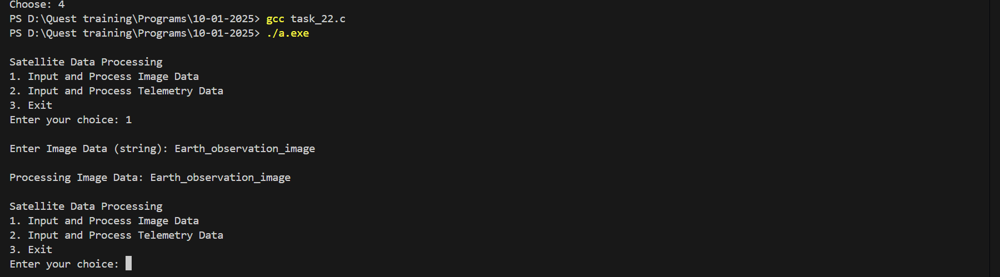 Choose: 4
PS D:\Quest training\Programs\10-01-2025> gcc task_22.c
PS D:\Quest training\Programs\10-01-2025> ./a.exe
Satellite Data Processing
1. Input and Process Image Data
2. Input and Process Telemetry Data
3. Exit
Enter your choice: 1
Enter Image Data (string): Earth_observation_image
Processing Image Data: Earth_observation_image
Satellite Data Processing
1. Input and Process Image Data
2. Input and Process Telemetry Data
3. Exit
Enter your choice: